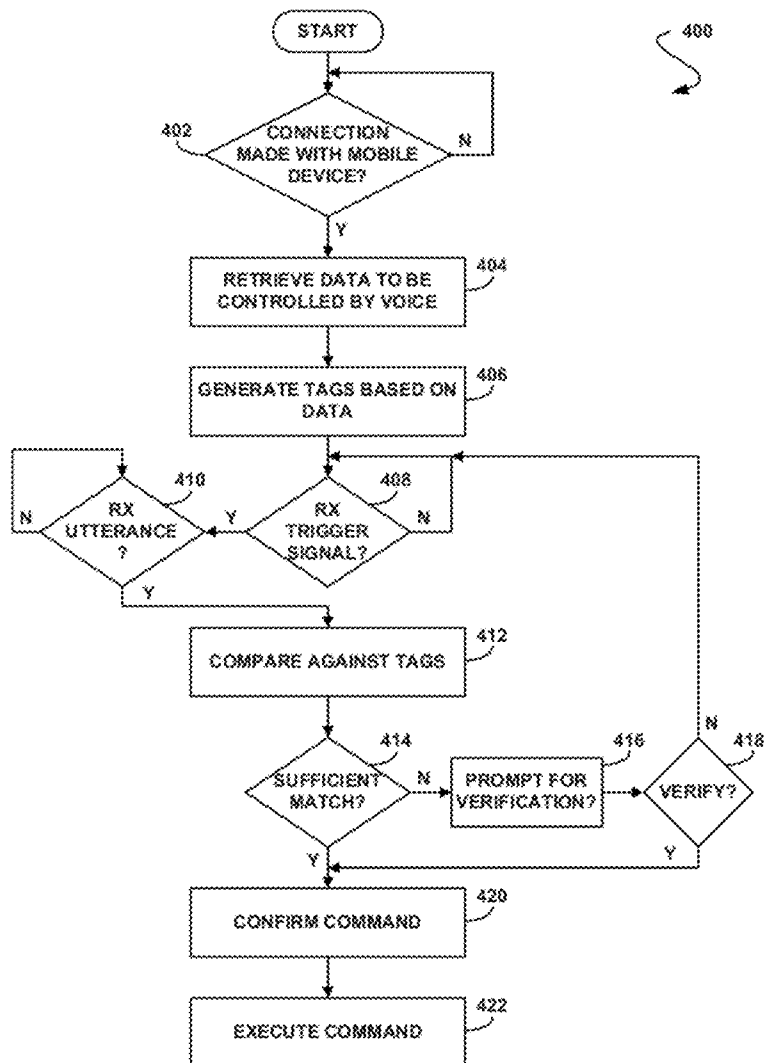 START
400
402
CONNECTION
MADE WITH MOBILE
DEVICE?
N
Y
404
RETRIEVE DATA TO BE
CONTROLLED BY VOICE
406
GENERATE TAGS BASED ON
DATA
410
RX
UTTERANCE
?
N
Y
408
RX
TRIGGER
SIGNAL?
N
Y
412
COMPARE AGAINST TAGS
414
SUFFICIENT
MATCH?
N
416
PROMPT FOR
VERIFICATION?
N
418
VERIFY?
Y
Y
420
CONFIRM COMMAND
422
EXECUTE COMMAND